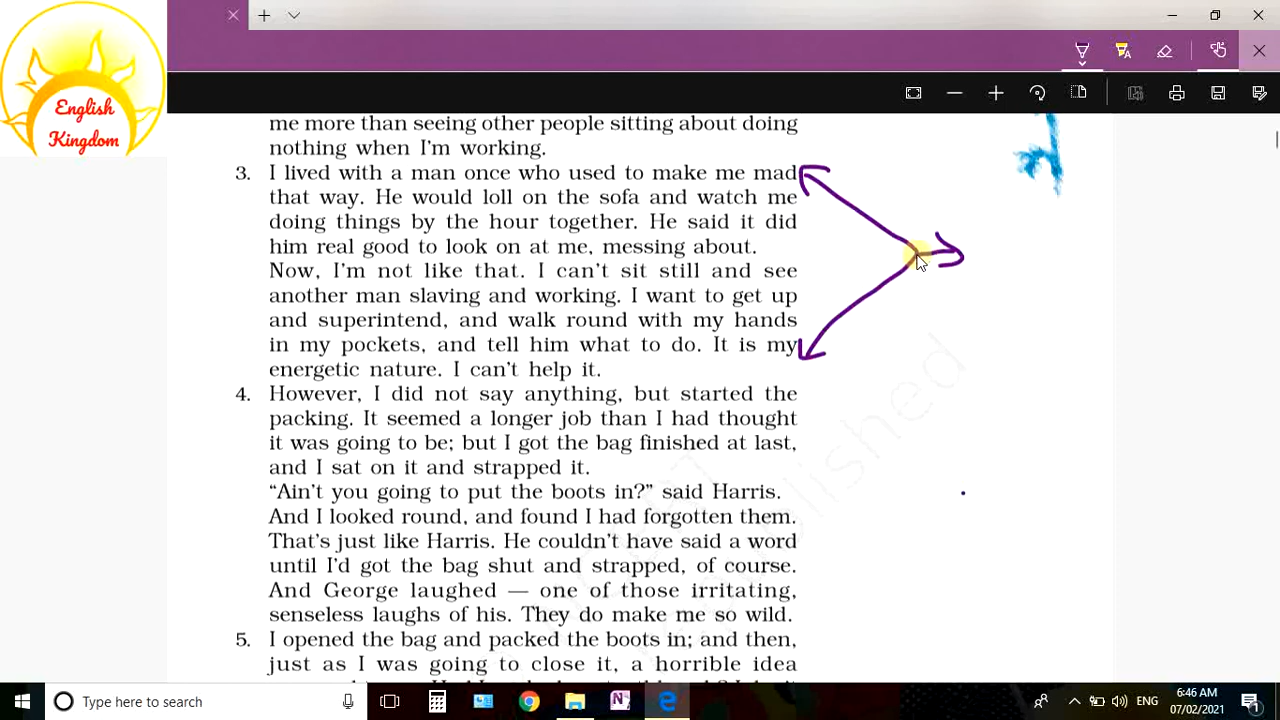 English
Kingdom
me more than seeing other people sitting about doing
nothing when I'm working.
3. I lived with a man once who used to make me mad
that way. He would loll on the sofa and watch me
doing things by the hour together. He said it did
him real good to look on at me, messing about.
Now, I'm not like that. I can't sit still and see
another man slaving and working. I want to get up
and superintend, and walk round with my hands
in my pockets, and tell him what to do. It is my
energetic nature. I can't help it.
4. However, I did not say anything, but started the
packing. It seemed a longer job than I had thought
it was going to be; but I got the bag finished at last,
and I sat on it and strapped it.
“Ain't you going to put the boots in?” said Harris.
And I looked round, and found I had forgotten them.
That's just like Harris. He couldn't have said a word
until I'd got the bag shut and strapped, of course.
And George laughed — one of those irritating,
senseless laughs of his. They do make me so wild.
5. I opened the bag and packed the boots in; and then,
just as I was going to close it, a horrible idea
Type here to search
ENG
6:46 AM
07/02/2021